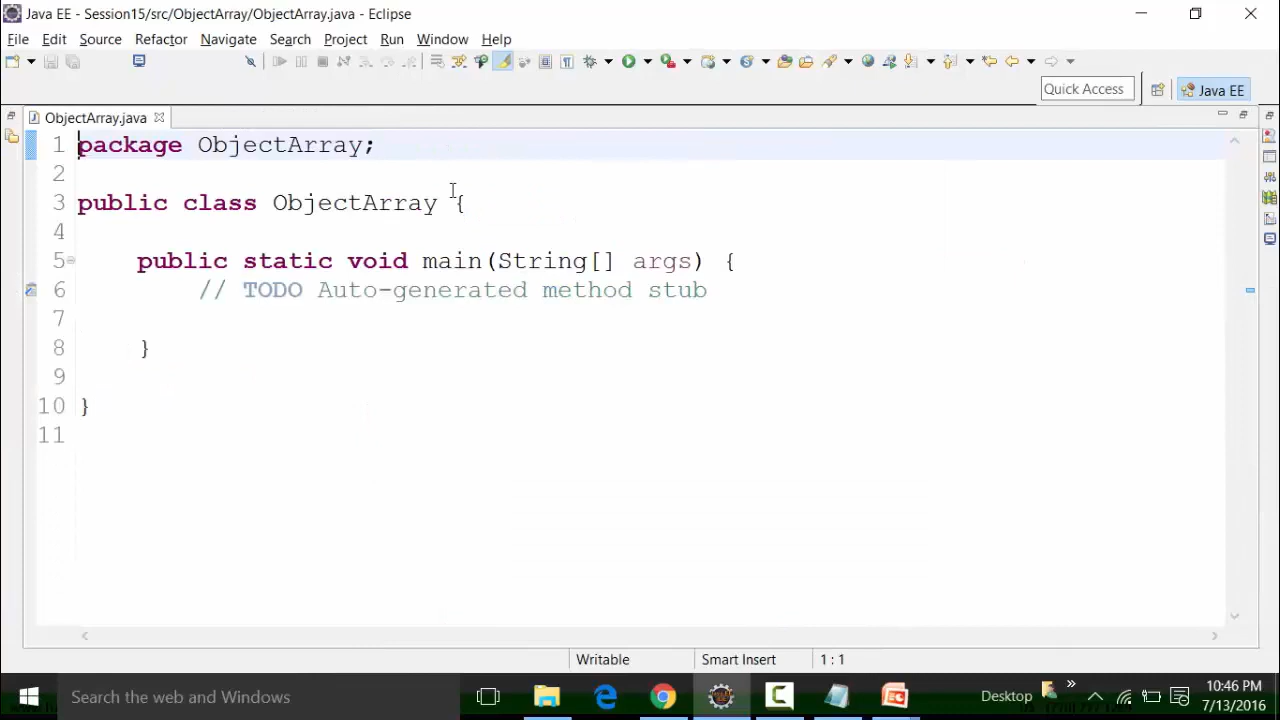 Java EE - Session15/src/ObjectArray/ObjectArray.java - Eclipse
File Edit Source Refactor Navigate Search Project Run Window Help
Quick Access Java EE
ObjectArray.java
1 package ObjectArray;
2
3 public class ObjectArray {
4
5 public static void main(String[] args) {
6 // TODO Auto-generated method stub
7
8 }
9
10 }
11
Writable Smart Insert 1 : 1
Search the web and Windows Desktop 10:46 PM
7/13/2016